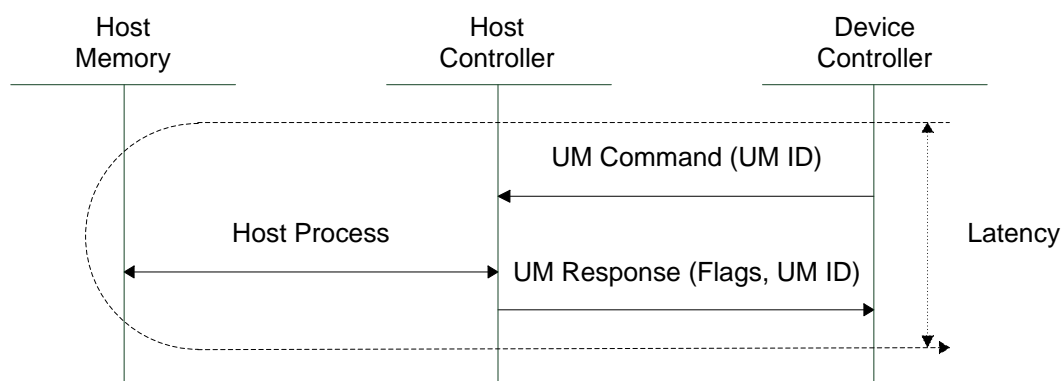 Host
Memory
Host
Controller
Device
Controller
UM Command (UM ID)
Host Process
Latency
UM Response (Flags, UM ID)